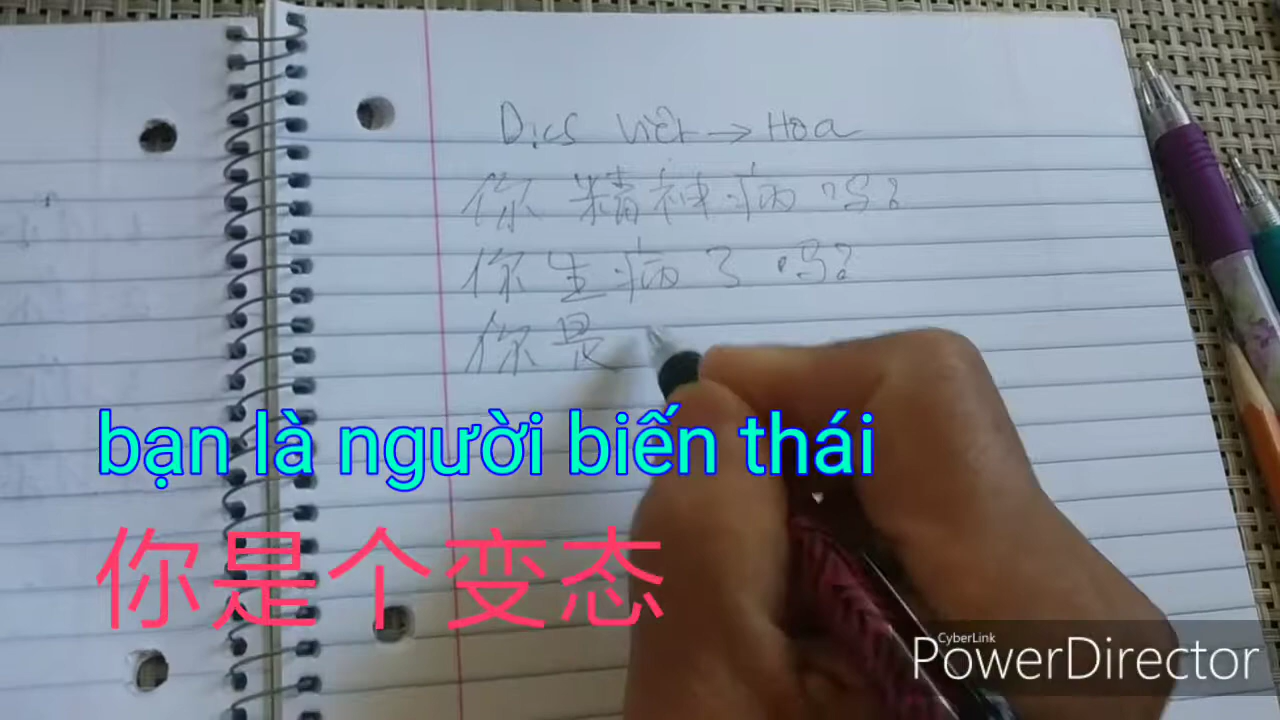 Dịch Việt → Hoa
你精神病吗?
你生病了吗?
你是
bạn là người biến thái
你是个变态
CyberLink
PowerDirector